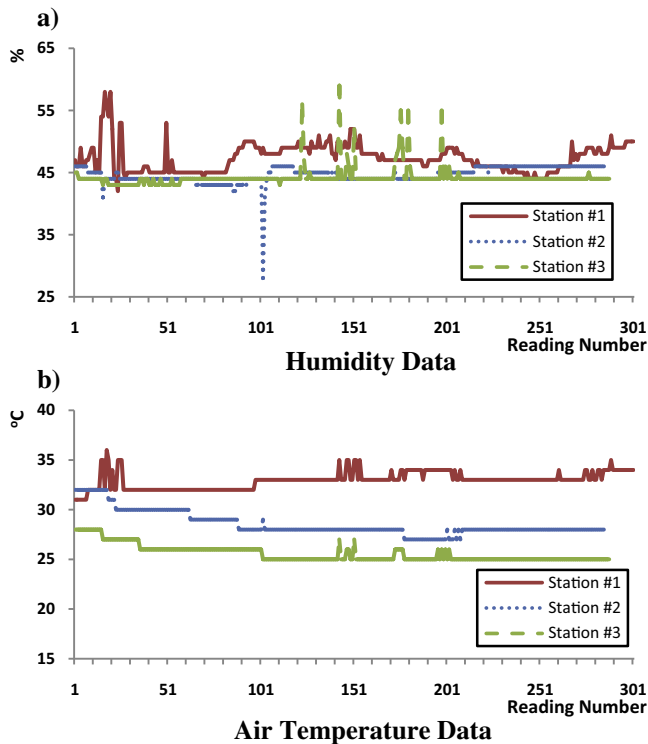 a)
%
65
55
45
35
25
Station #1
Station #2
Station #3
1 51 101 151 201 251 301
Reading Number
Humidity Data
b)
°C
40
35
30
25
20
15
Station #1
Station #2
Station #3
1 51 101 151 201 251 301
Reading Number
Air Temperature Data